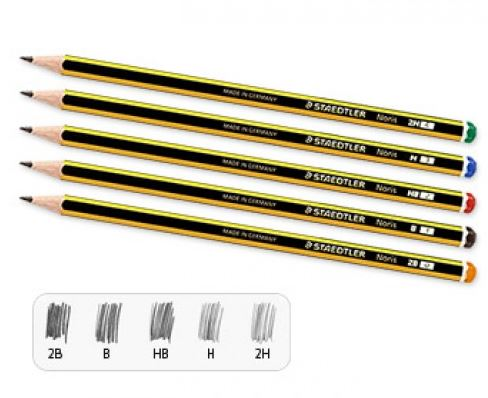 MADE IN GERMANY STAEDTLER Noris 2H
MADE IN GERMANY STAEDTLER Noris H
MADE IN GERMANY STAEDTLER Noris HB
MADE IN GERMANY STAEDTLER Noris B
MADE IN GERMANY STAEDTLER Noris 2B
2B B HB H 2H